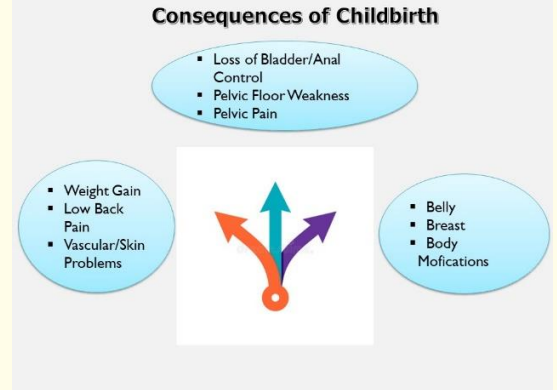 Consequences of Childbirth
▪ Loss of Bladder/Anal
Control
▪ Pelvic Floor Weakness
▪ Pelvic Pain
▪ Weight Gain
▪ Low Back
Pain
▪ Vascular/Skin
Problems
▪ Belly
▪ Breast
▪ Body
Mofications